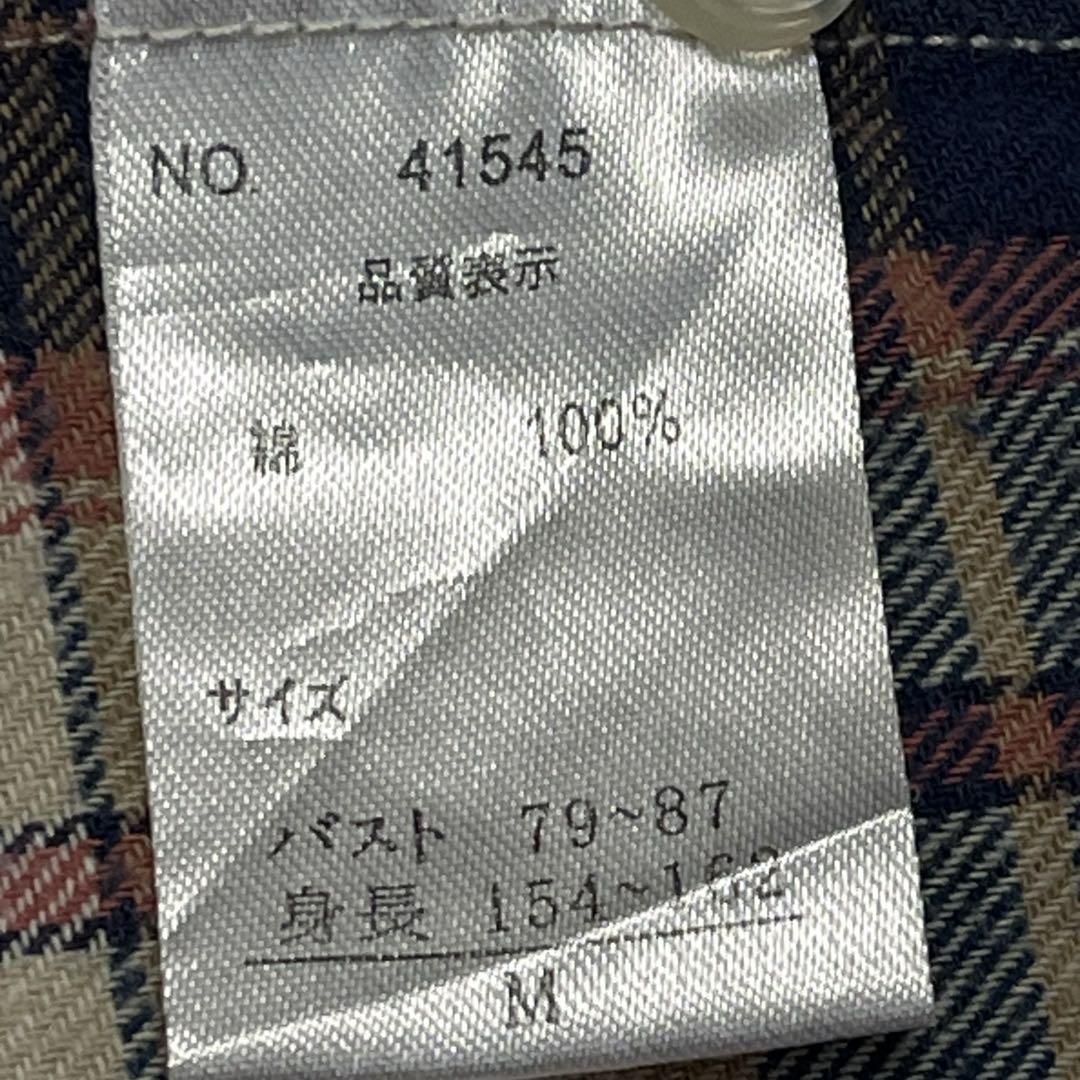 NO. 41545
品質表示
綿 100%
サイズ
バスト 79~87
身長 154~162
M